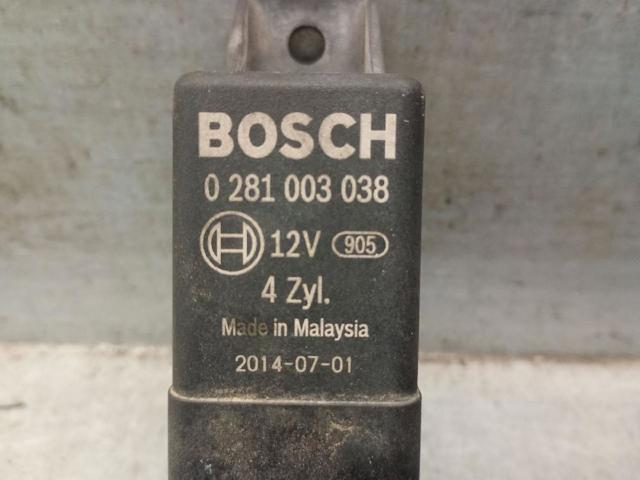 BOSCH
0 281 003 038
12V 905
4 Zyl.
Made in Malaysia
2014-07-01